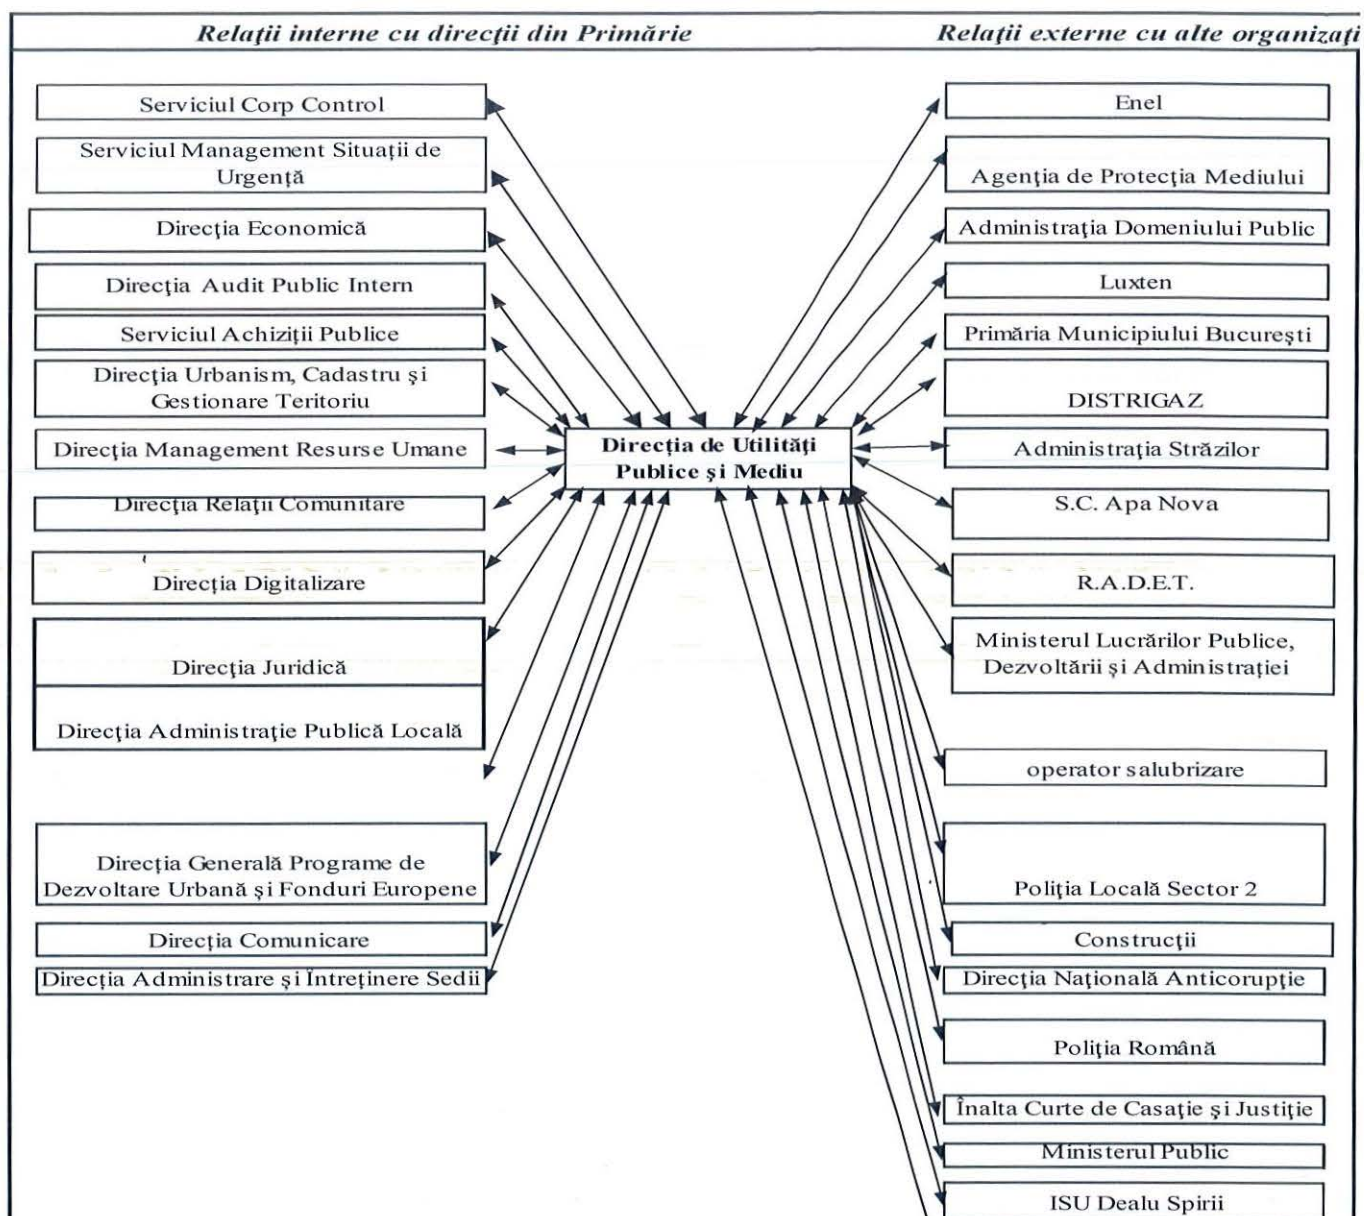 Relaţii interne cu direcţii din Primărie
Relaţii externe cu alte organizaţi
Serviciul Corp Control
Serviciul Management Situaţii de
Urgenţă
Direcţia Economică
Direcţia Audit Public Intern
Serviciul Achiziţii Publice
Direcţia Urbanism, Cadastru şi
Gestionare Teritoriu
Direcţia Management Resurse Umane
Direcţia Relaţii Comunitare
Direcţia Digitalizare
Direcţia Juridică
Direcţia Administraţie Publică Locală
Direcţia Generală Programe de
Dezvoltare Urbană şi Fonduri Europene
Direcţia Comunicare
Direcţia Administrare şi Întreţinere Sedii
Direcţia de Utilităţi
Publice şi Mediu
Enel
Agenţia de Protecţia Mediului
Administraţia Domeniului Public
Luxten
Primăria Municipiului Bucureşti
DISTRIGAZ
Administraţia Străzilor
S.C. Apa Nova
R.A.D.E.T.
Ministerul Lucrărilor Publice,
Dezvoltării și Administrației
operator salubrizare
Poliţia Locală Sector 2
Construcţii
Direcţia Naţională Anticorupţie
Poliţia Română
Înalta Curte de Casaţie şi Justiţie
Ministerul Public
ISU Dealu Spirii